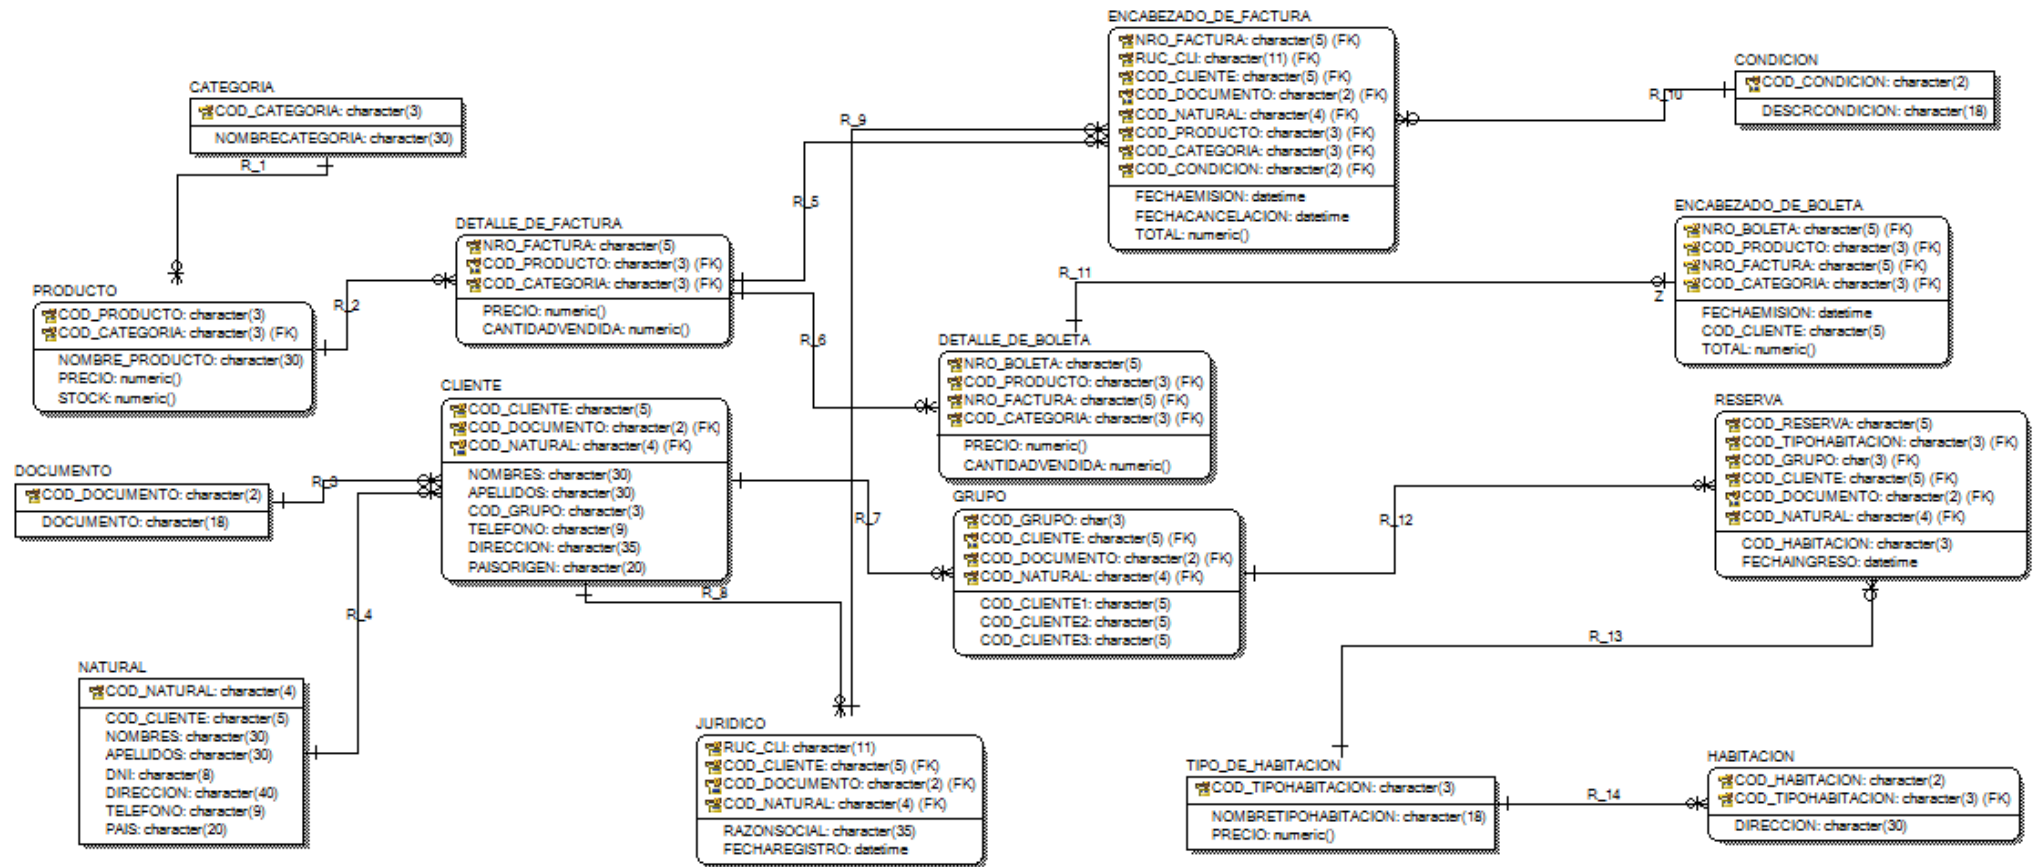 CATEGORIA
COD_CATEGORIA: character(3)
NOMBRECATEGORIA: character(30)
R_1
PRODUCTO
COD_PRODUCTO: character(3)
COD_CATEGORIA: character(3) (FK)
NOMBRE_PRODUCTO: character(30)
PRECIO: numeric()
STOCK: numeric()
R_2
DETALLE_DE_FACTURA
NRO_FACTURA: character(5)
COD_PRODUCTO: character(3) (FK)
COD_CATEGORIA: character(3) (FK)
PRECIO: numeric()
CANTIDADVENDIDA: numeric()
R_5
R_6
R_9
ENCABEZADO_DE_FACTURA
NRO_FACTURA: character(5) (FK)
RUC_CLI: character(11) (FK)
COD_CLIENTE: character(5) (FK)
COD_DOCUMENTO: character(2) (FK)
COD_NATURAL: character(4) (FK)
COD_PRODUCTO: character(3) (FK)
COD_CATEGORIA: character(3) (FK)
COD_CONDICION: character(2) (FK)
FECHAEMISION: datetime
FECHACANCELACION: datetime
TOTAL: numeric()
R_10
CONDICION
COD_CONDICION: character(2)
DESCRCONDICION: character(18)
ENCABEZADO_DE_BOLETA
NRO_BOLETA: character(5) (FK)
COD_PRODUCTO: character(3) (FK)
NRO_FACTURA: character(5) (FK)
COD_CATEGORIA: character(3) (FK)
FECHAEMISION: datetime
COD_CLIENTE: character(5)
TOTAL: numeric()
R_11
Z
DETALLE_DE_BOLETA
NRO_BOLETA: character(5)
COD_PRODUCTO: character(3) (FK)
NRO_FACTURA: character(5) (FK)
COD_CATEGORIA: character(3) (FK)
PRECIO: numeric()
CANTIDADVENDIDA: numeric()
CLIENTE
COD_CLIENTE: character(5)
COD_DOCUMENTO: character(2) (FK)
COD_NATURAL: character(4) (FK)
NOMBRES: character(30)
APELLIDOS: character(30)
COD_GRUPO: character(3)
TELEFONO: character(9)
DIRECCION: character(35)
PAISORIGEN: character(20)
DOCUMENTO
COD_DOCUMENTO: character(2)
DOCUMENTO: character(18)
R_3
R_4
R_7
R_8
GRUPO
COD_GRUPO: char(3)
COD_CLIENTE: character(5) (FK)
COD_DOCUMENTO: character(2) (FK)
COD_NATURAL: character(4) (FK)
COD_CLIENTE1: character(5)
COD_CLIENTE2: character(5)
COD_CLIENTE3: character(5)
R_12
RESERVA
COD_RESERVA: character(5)
COD_TIPOHABITACION: character(3) (FK)
COD_GRUPO: char(3) (FK)
COD_CLIENTE: character(5) (FK)
COD_DOCUMENTO: character(2) (FK)
COD_NATURAL: character(4) (FK)
COD_HABITACION: character(3)
FECHAINGRESO: datetime
R_13
NATURAL
COD_NATURAL: character(4)
COD_CLIENTE: character(5)
NOMBRES: character(30)
APELLIDOS: character(30)
DNI: character(8)
DIRECCION: character(40)
TELEFONO: character(9)
PAIS: character(20)
JURIDICO
RUC_CLI: character(11)
COD_CLIENTE: character(5) (FK)
COD_DOCUMENTO: character(2) (FK)
COD_NATURAL: character(4) (FK)
RAZONSOCIAL: character(35)
FECHAREGISTRO: datetime
TIPO_DE_HABITACION
COD_TIPOHABITACION: character(3)
NOMBRETIPOHABITACION: character(18)
PRECIO: numeric()
R_14
HABITACION
COD_HABITACION: character(2)
COD_TIPOHABITACION: character(3) (FK)
DIRECCION: character(30)